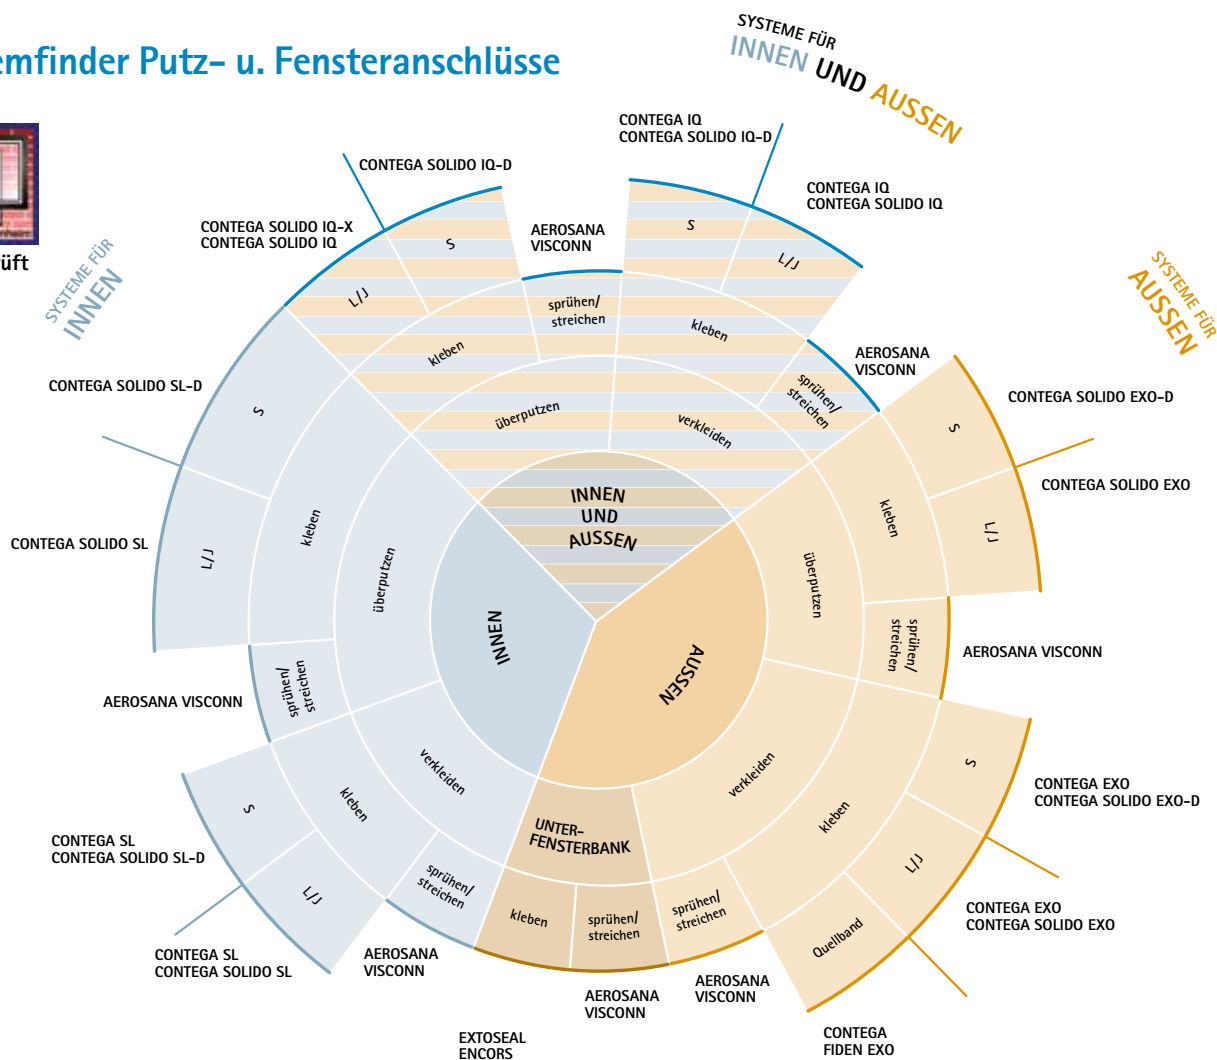 emfinder Putz- u. Fensteranschlüsse
SYSTEME FÜR
INNEN UND AUSSEN
rüft
SYSTEME FÜR
INNEN
SYSTEME FÜR
AUSSEN
CONTEGA IQ
CONTEGA SOLIDO IQ-D
CONTEGA SOLIDO IQ-D
CONTEGA IQ
CONTEGA SOLIDO IQ
CONTEGA SOLIDO IQ-X
CONTEGA SOLIDO IQ
AEROSANA
VISCONN
S
L/J
S
L/J
kleben
sprühen/
streichen
kleben
sprühen/
streichen
AEROSANA
VISCONN
überputzen
verkleiden
INNEN
UND
AUSSEN
CONTEGA SOLIDO SL-D
S
CONTEGA SOLIDO SL
L/J
kleben
überputzen
sprühen/
streichen
AEROSANA VISCONN
INNEN
verkleiden
kleben
S
L/J
sprühen/
streichen
CONTEGA SL
CONTEGA SOLIDO SL-D
CONTEGA SL
CONTEGA SOLIDO SL
AEROSANA
VISCONN
CONTEGA SOLIDO EXO-D
S
CONTEGA SOLIDO EXO
L/J
kleben
überputzen
sprühen/
streichen
AEROSANA VISCONN
AUSSEN
verkleiden
kleben
S
L/J
Quellband
sprühen/
streichen
CONTEGA EXO
CONTEGA SOLIDO EXO-D
CONTEGA EXO
CONTEGA SOLIDO EXO
CONTEGA
FIDEN EXO
AEROSANA
VISCONN
UNTER-
FENSTERBANK
kleben
sprühen/
streichen
AEROSANA
VISCONN
EXTOSEAL
ENCORS